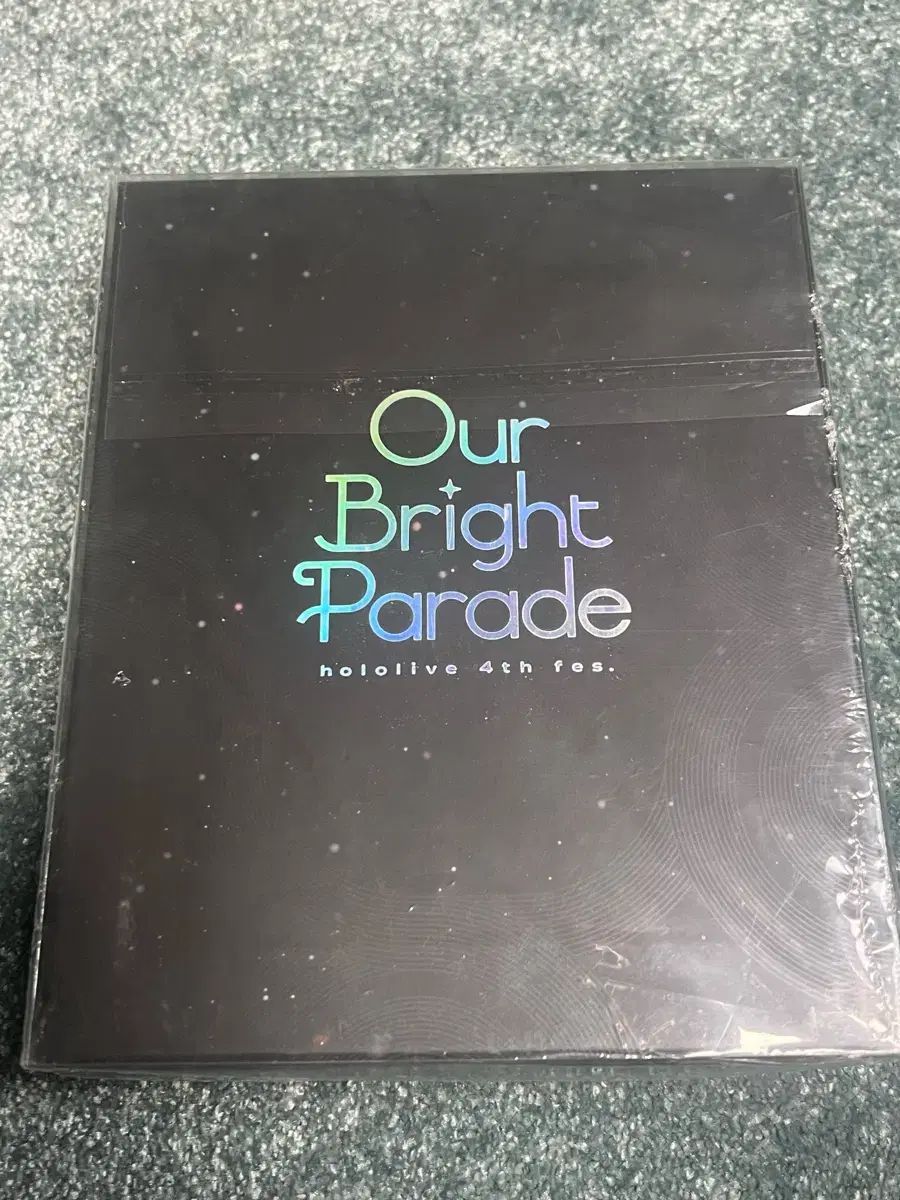 Our
Bright
Parade
hololive 4th fes.